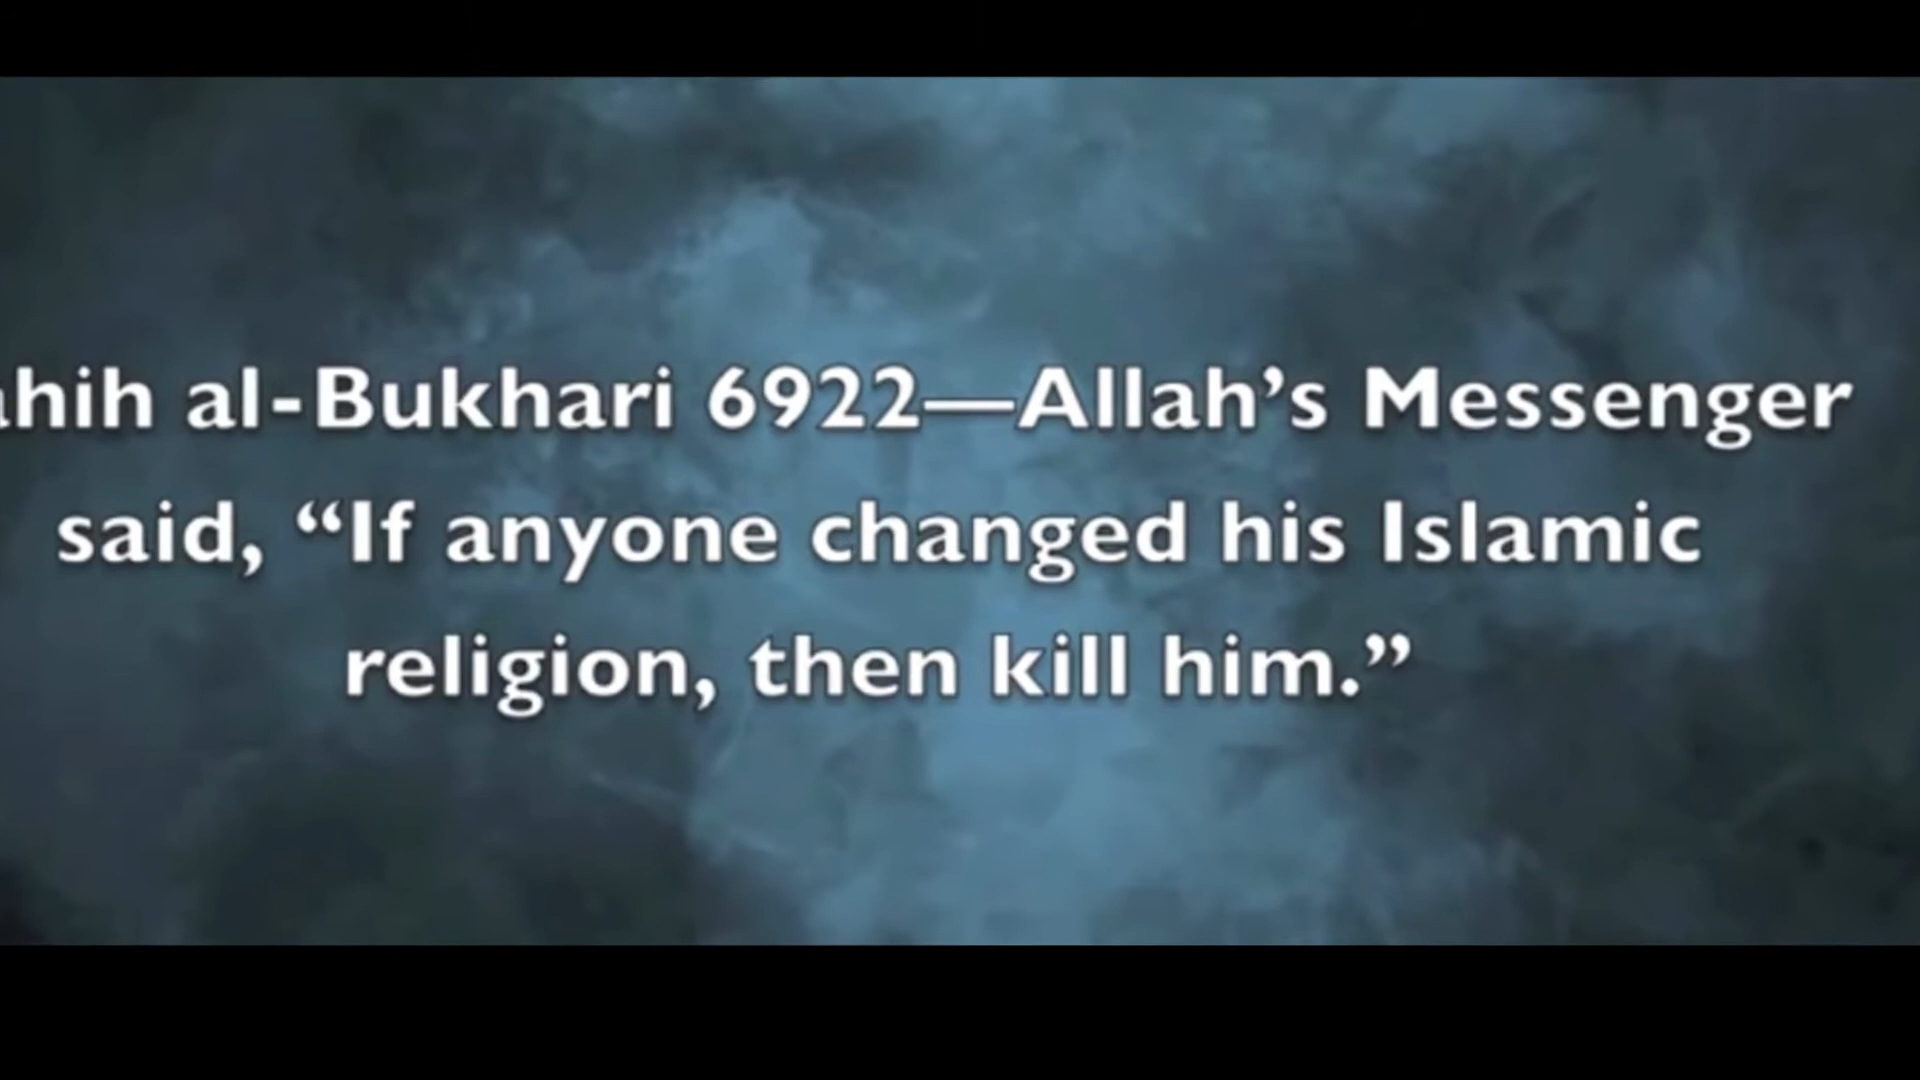 ahih al-Bukhari 6922—Allah’s Messenger
said, “If anyone changed his Islamic
religion, then kill him.”